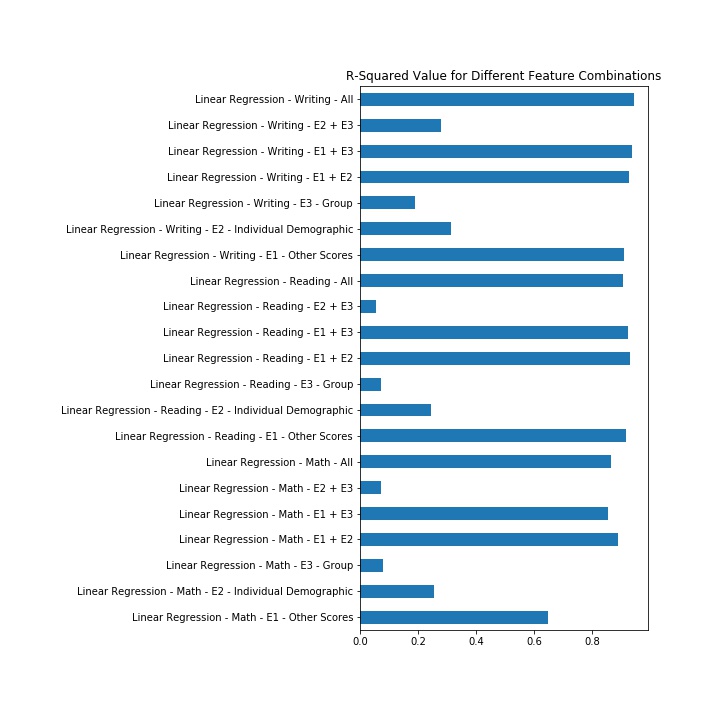 R-Squared Value for Different Feature Combinations
Linear Regression - Writing - All
Linear Regression - Writing - E2 + E3
Linear Regression - Writing - E1 + E3
Linear Regression - Writing - E1 + E2
Linear Regression - Writing - E3 - Group
Linear Regression - Writing - E2 - Individual Demographic
Linear Regression - Writing - E1 - Other Scores
Linear Regression - Reading - All
Linear Regression - Reading - E2 + E3
Linear Regression - Reading - E1 + E3
Linear Regression - Reading - E1 + E2
Linear Regression - Reading - E3 - Group
Linear Regression - Reading - E2 - Individual Demographic
Linear Regression - Reading - E1 - Other Scores
Linear Regression - Math - All
Linear Regression - Math - E2 + E3
Linear Regression - Math - E1 + E3
Linear Regression - Math - E1 + E2
Linear Regression - Math - E3 - Group
Linear Regression - Math - E2 - Individual Demographic
Linear Regression - Math - E1 - Other Scores
0.0 0.2 0.4 0.6 0.8